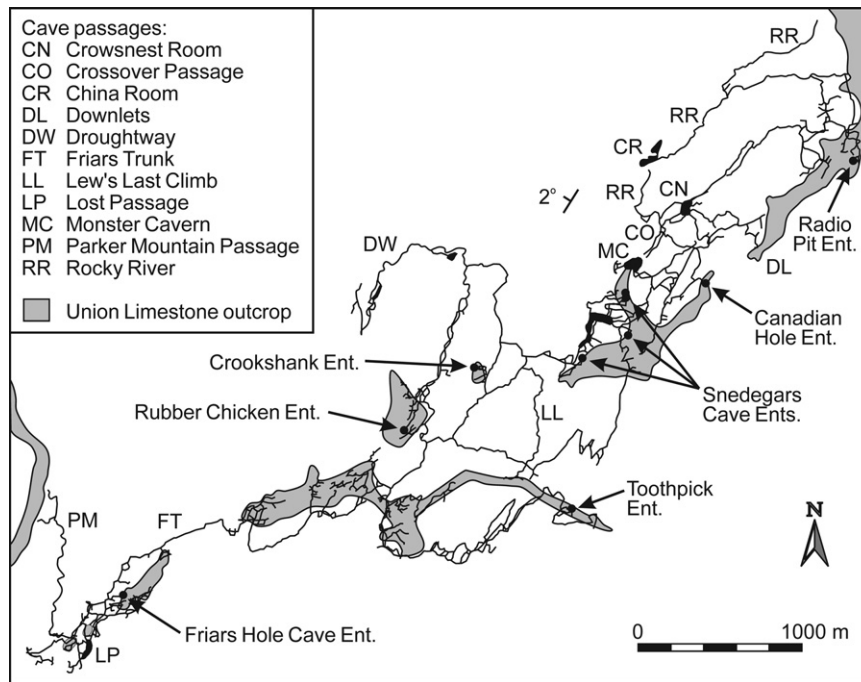 Cave passages:
CN Crowsnest Room
CO Crossover Passage
CR China Room
DL Downlets
DW Droughtway
FT Friars Trunk
LL Lew's Last Climb
LP Lost Passage
MC Monster Cavern
PM Parker Mountain Passage
RR Rocky River
Union Limestone outcrop
RR
RR
CR
RR
CN
2°
CO
Radio
Pit Ent.
DW
MC
DL
Canadian
Hole Ent.
Crookshank Ent.
Snedegars
Cave Ents.
Rubber Chicken Ent.
LL
Toothpick
Ent.
PM
FT
N
Friars Hole Cave Ent.
LP
0 1000 m